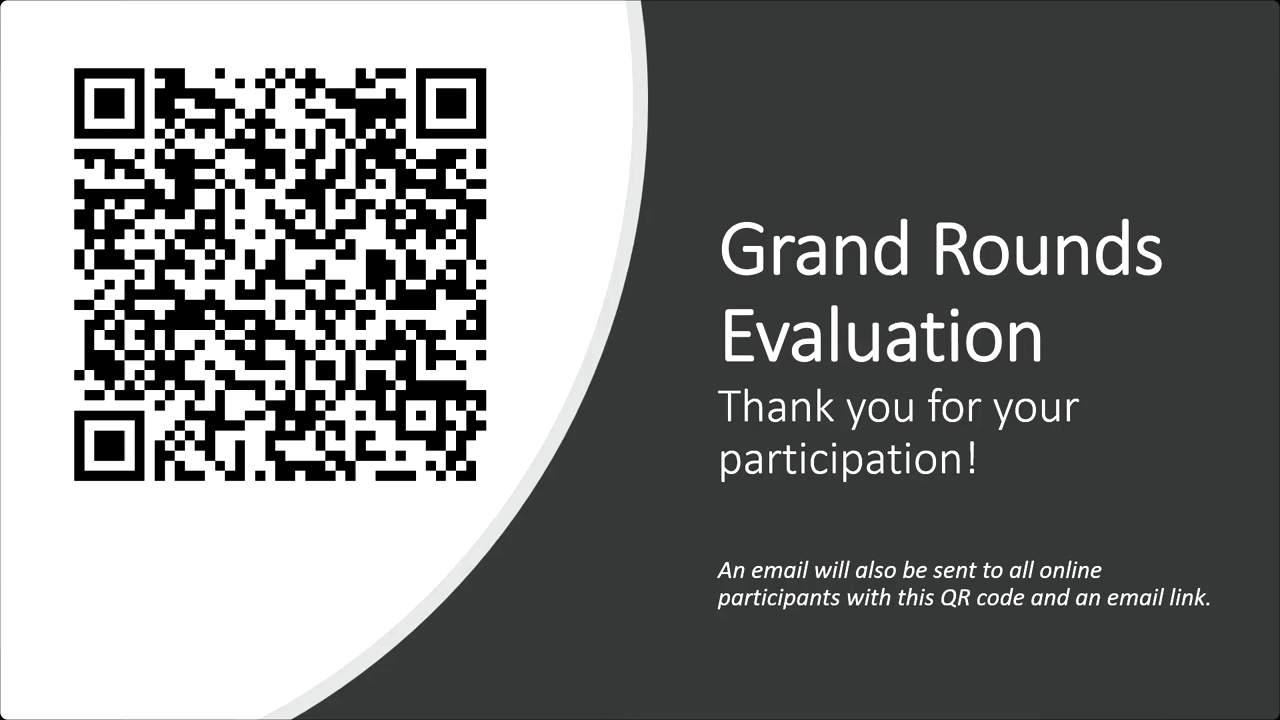 Grand Rounds
Evaluation
Thank you for your
participation!
An email will also be sent to all online
participants with this QR code and an email link.